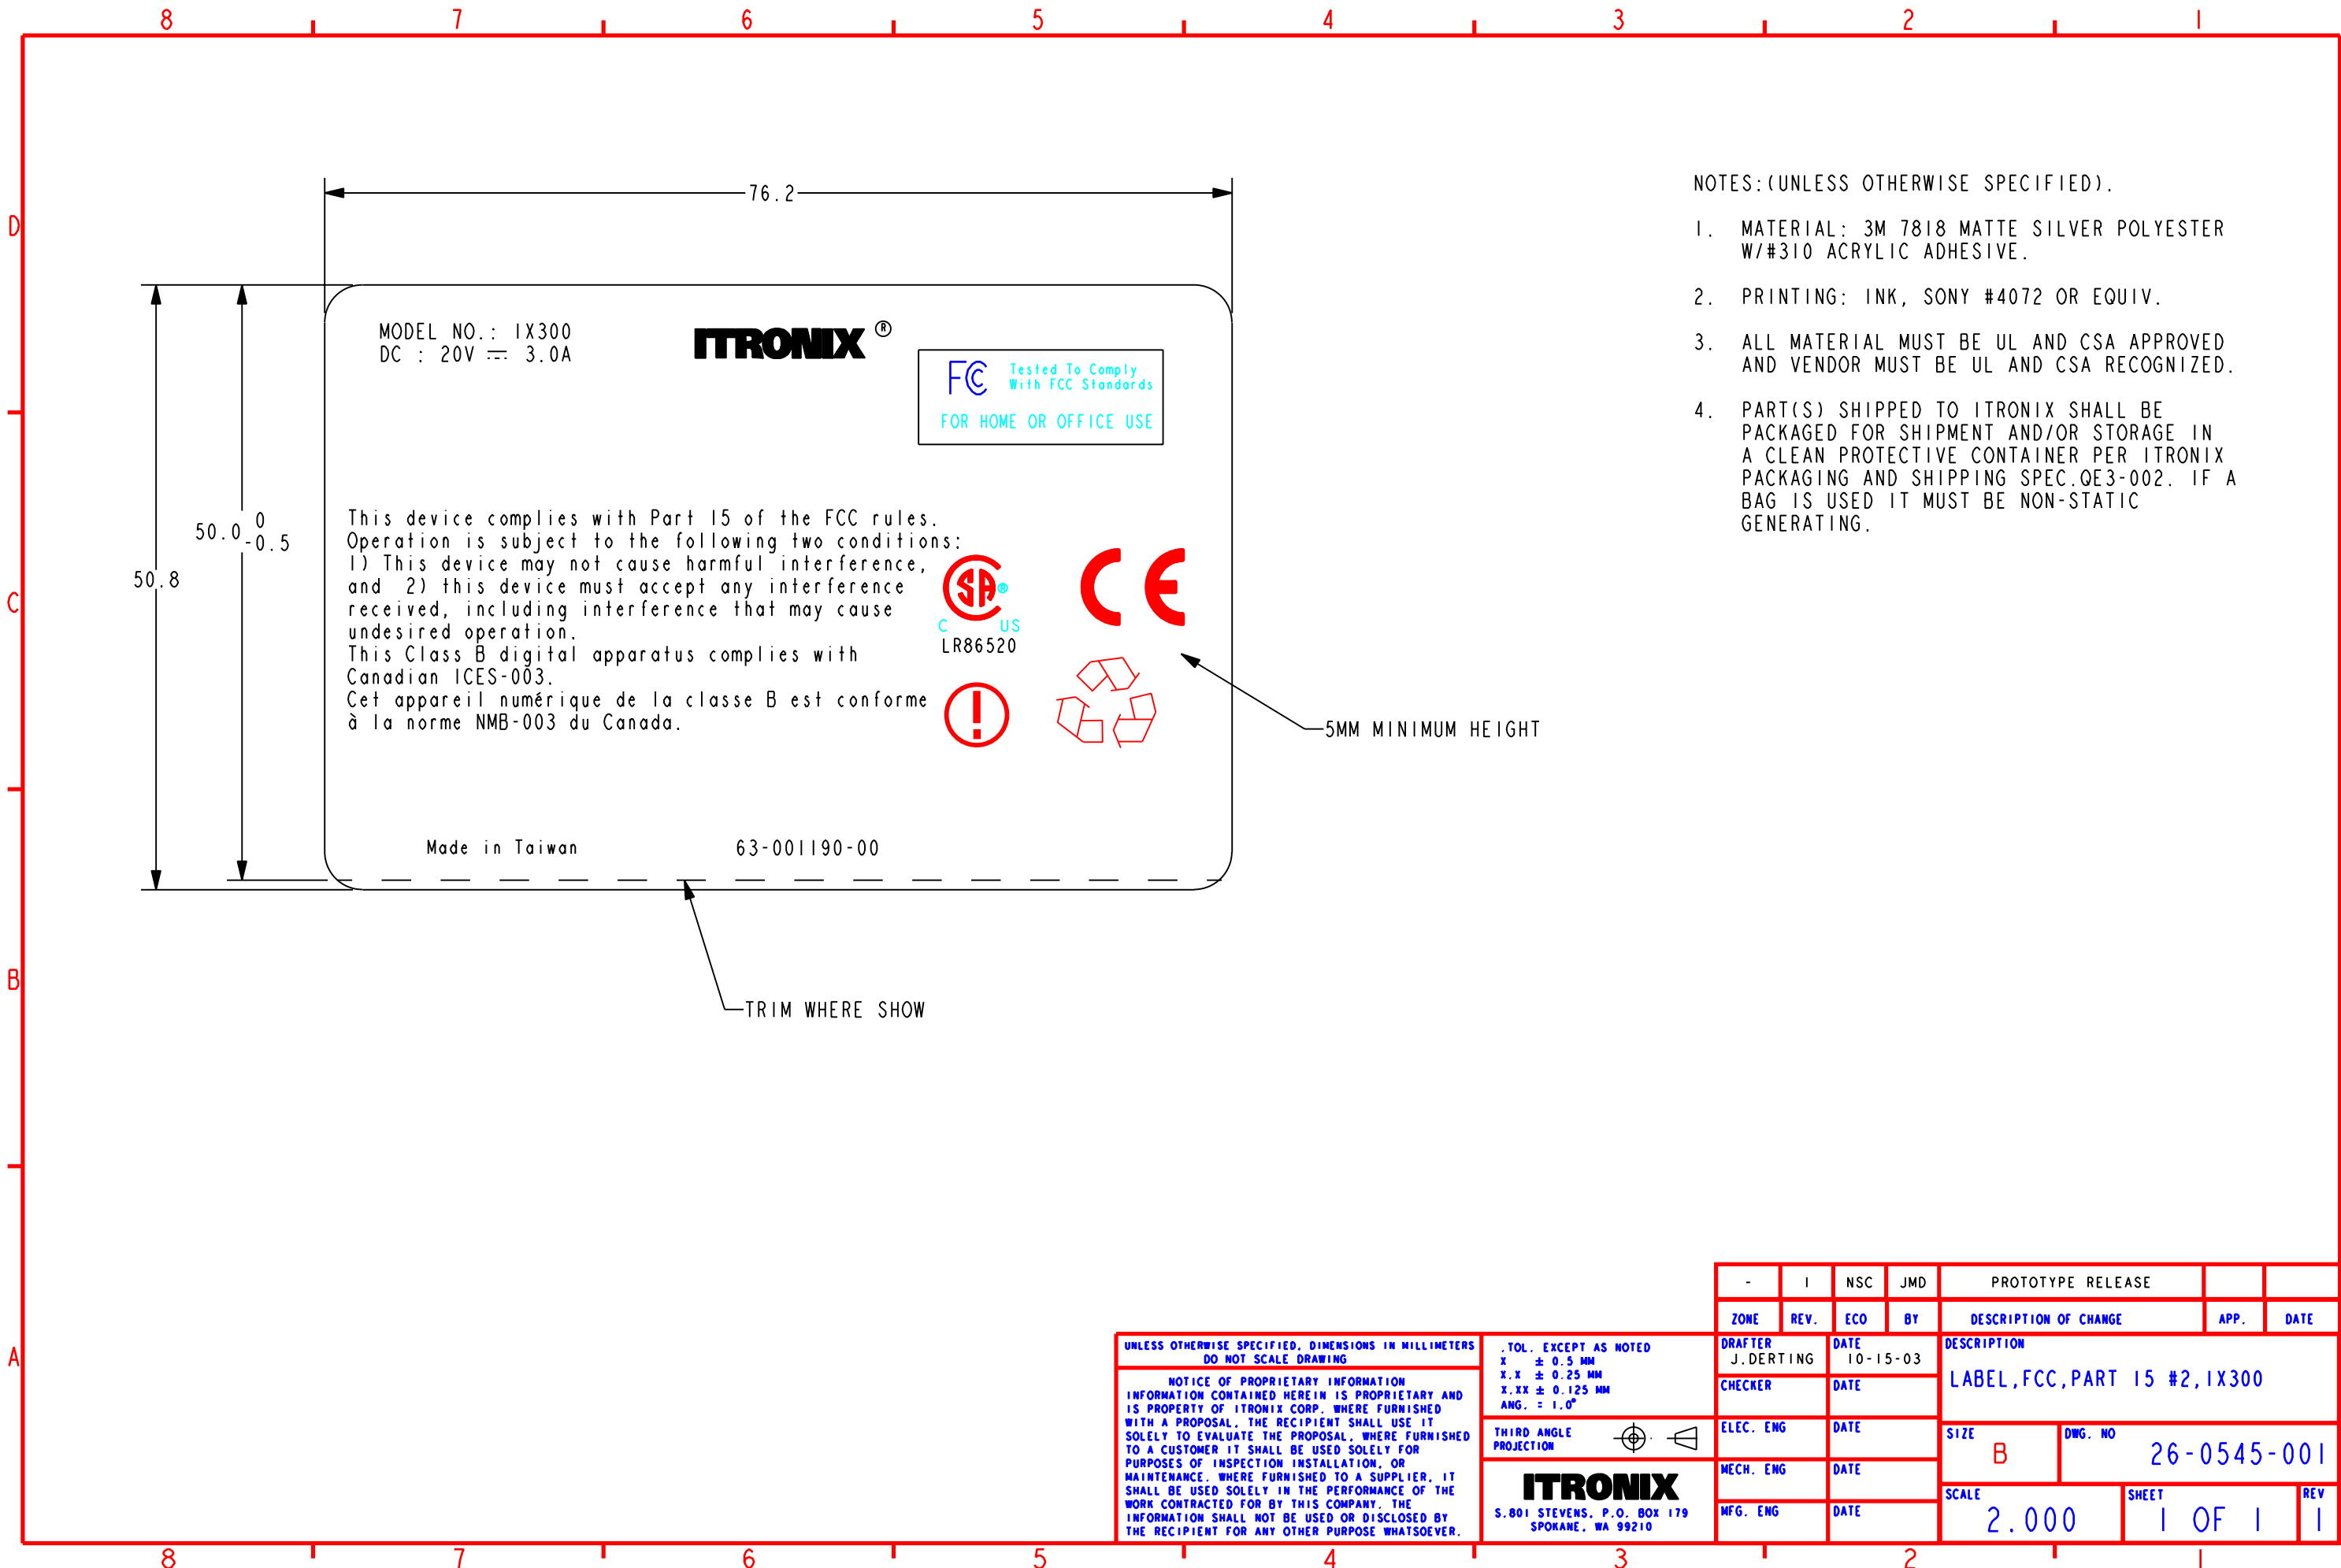 8 7 6 5 4 3 2 1
D
C
B
A
76.2
50.8
50.0 0 -0.5
MODEL NO.: IX300
DC : 20V ⎓ 3.0A
ITRONIX ®
FC Tested To Comply
With FCC Standards
FOR HOME OR OFFICE USE
This device complies with Part 15 of the FCC rules.
Operation is subject to the following two conditions:
1) This device may not cause harmful interference,
and 2) this device must accept any interference
received, including interference that may cause
undesired operation.
This Class B digital apparatus complies with
Canadian ICES-003.
Cet appareil numérique de la classe B est conforme
à la norme NMB-003 du Canada.
SA ®
C US
LR86520
CE
!
5MM MINIMUM HEIGHT
Made in Taiwan 63-001190-00
TRIM WHERE SHOW
NOTES:(UNLESS OTHERWISE SPECIFIED).
1. MATERIAL: 3M 7818 MATTE SILVER POLYESTER
W/#310 ACRYLIC ADHESIVE.
2. PRINTING: INK, SONY #4072 OR EQUIV.
3. ALL MATERIAL MUST BE UL AND CSA APPROVED
AND VENDOR MUST BE UL AND CSA RECOGNIZED.
4. PART(S) SHIPPED TO ITRONIX SHALL BE
PACKAGED FOR SHIPMENT AND/OR STORAGE IN
A CLEAN PROTECTIVE CONTAINER PER ITRONIX
PACKAGING AND SHIPPING SPEC.QE3-002. IF A
BAG IS USED IT MUST BE NON-STATIC
GENERATING.
- 1 NSC JMD PROTOTYPE RELEASE
ZONE REV. ECO BY DESCRIPTION OF CHANGE APP. DATE
UNLESS OTHERWISE SPECIFIED, DIMENSIONS IN MILLIMETERS
DO NOT SCALE DRAWING
NOTICE OF PROPRIETARY INFORMATION
INFORMATION CONTAINED HEREIN IS PROPRIETARY AND
IS PROPERTY OF ITRONIX CORP. WHERE FURNISHED
WITH A PROPOSAL, THE RECIPIENT SHALL USE IT
SOLELY TO EVALUATE THE PROPOSAL, WHERE FURNISHED
TO A CUSTOMER IT SHALL BE USED SOLELY FOR
PURPOSES OF INSPECTION INSTALLATION, OR
MAINTENANCE. WHERE FURNISHED TO A SUPPLIER, IT
SHALL BE USED SOLELY IN THE PERFORMANCE OF THE
WORK CONTRACTED FOR BY THIS COMPANY. THE
INFORMATION SHALL NOT BE USED OR DISCLOSED BY
THE RECIPIENT FOR ANY OTHER PURPOSE WHATSOEVER.
.TOL. EXCEPT AS NOTED
X ± 0.5 MM
X.X ± 0.25 MM
X.XX ± 0.125 MM
ANG. = 1.0°
THIRD ANGLE
PROJECTION
ITRONIX
S.801 STEVENS, P.O. BOX 179
SPOKANE, WA 99210
DRAFTER DATE
J.DERTING 10-15-03
CHECKER DATE
ELEC. ENG DATE
MECH. ENG DATE
MFG. ENG DATE
DESCRIPTION
LABEL,FCC,PART 15 #2,IX300
SIZE DWG. NO
B 26-0545-001
SCALE SHEET REV
2.000 1 OF 1 1
8 7 6 5 4 3 2 1